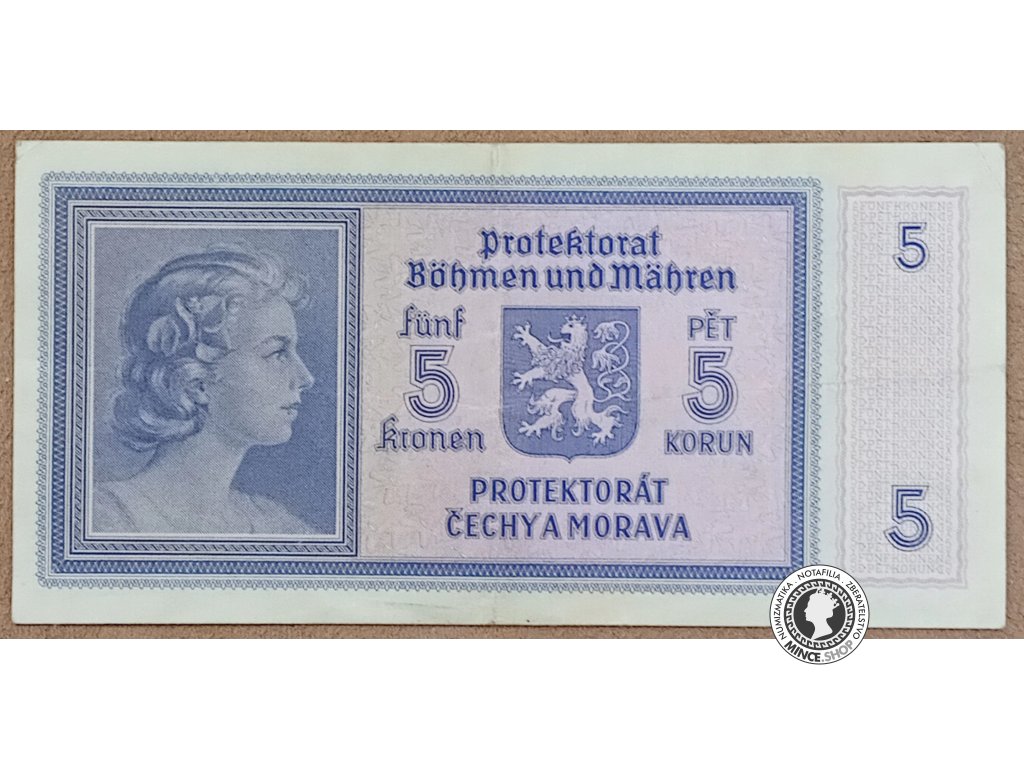 Protektorat
Böhmen und Mähren
fünf
5
Kronen
PĚT
5
KORUN
PROTEKTORÁT
ČECHY A MORAVA
5
5
NUMIZMATIKA . NOTAFILIA . ZBERATELSTVO
MINCE.SHOP